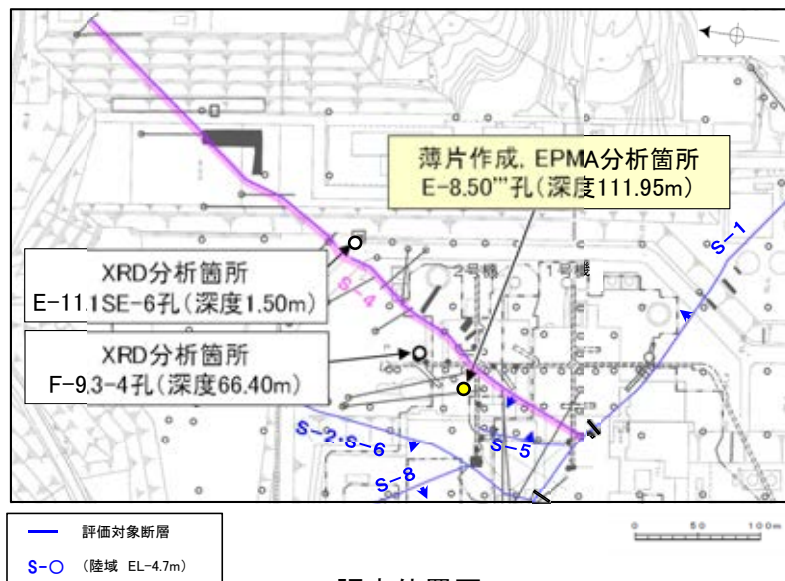 薄片作成, EPMA分析箇所
E-8.50'''孔(深度111.95m)
S-1
XRD分析箇所
E-11.1SE-6孔(深度1.50m)
S-4
2号機
1号機
XRD分析箇所
F-9.3-4孔(深度66.40m)
S-2・S-6
S-5
S-8
評価対象断層
S-○ (陸域 EL-4.7m)
0 50 100m